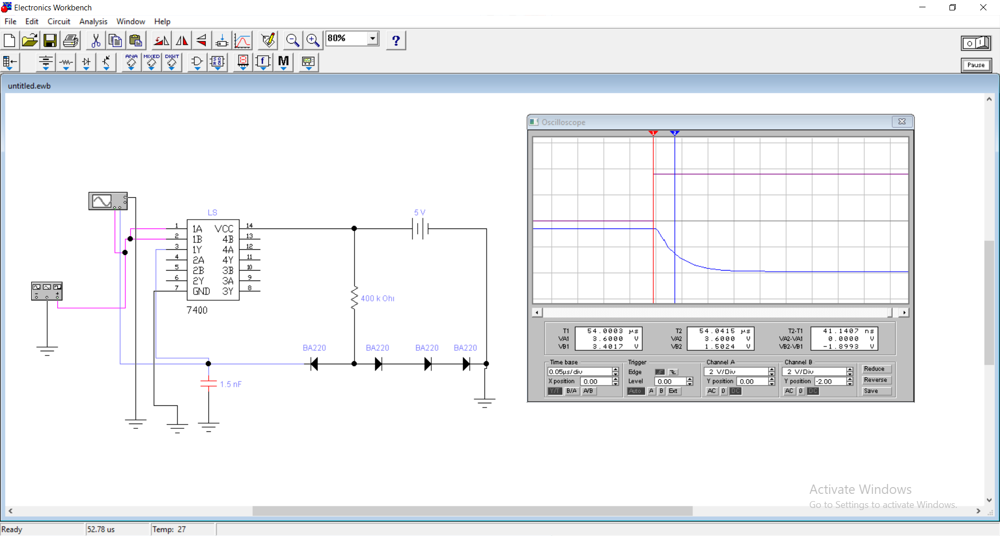 Electronics Workbench
File Edit Circuit Analysis Window Help
80%
?
ANA MIXED DIGIT
f M
Pause
untitled.ewb
Oscilloscope
1 2
LS
5 V
1 1A VCC 14
2 1B 4B 13
3 1Y 4A 12
4 2A 4Y 11
5 2B 3B 10
6 2Y 3A 9
7 GND 3Y 8
7400
400 k Ohi
BA220 BA220 BA220 BA220
1.5 nF
T1 54.0003 µs T2 54.0415 µs T2-T1 41.1407 ns
VA1 3.6000 V VA2 3.6000 V VA2-VA1 0.0000 V
VB1 3.4017 V VB2 1.5024 V VB2-VB1 -1.8993 V
Time base Trigger Channel A Channel B
0.05µs/div Edge 2 V/Div 2 V/Div Reduce
X position 0.00 Level 0.00 Y position 0.00 Y position -2.00 Reverse
Y/T B/A A/B Auto A B Ext AC 0 DC AC 0 DC Save
Activate Windows
Go to Settings to activate Windows.
Ready 52.78 us Temp: 27